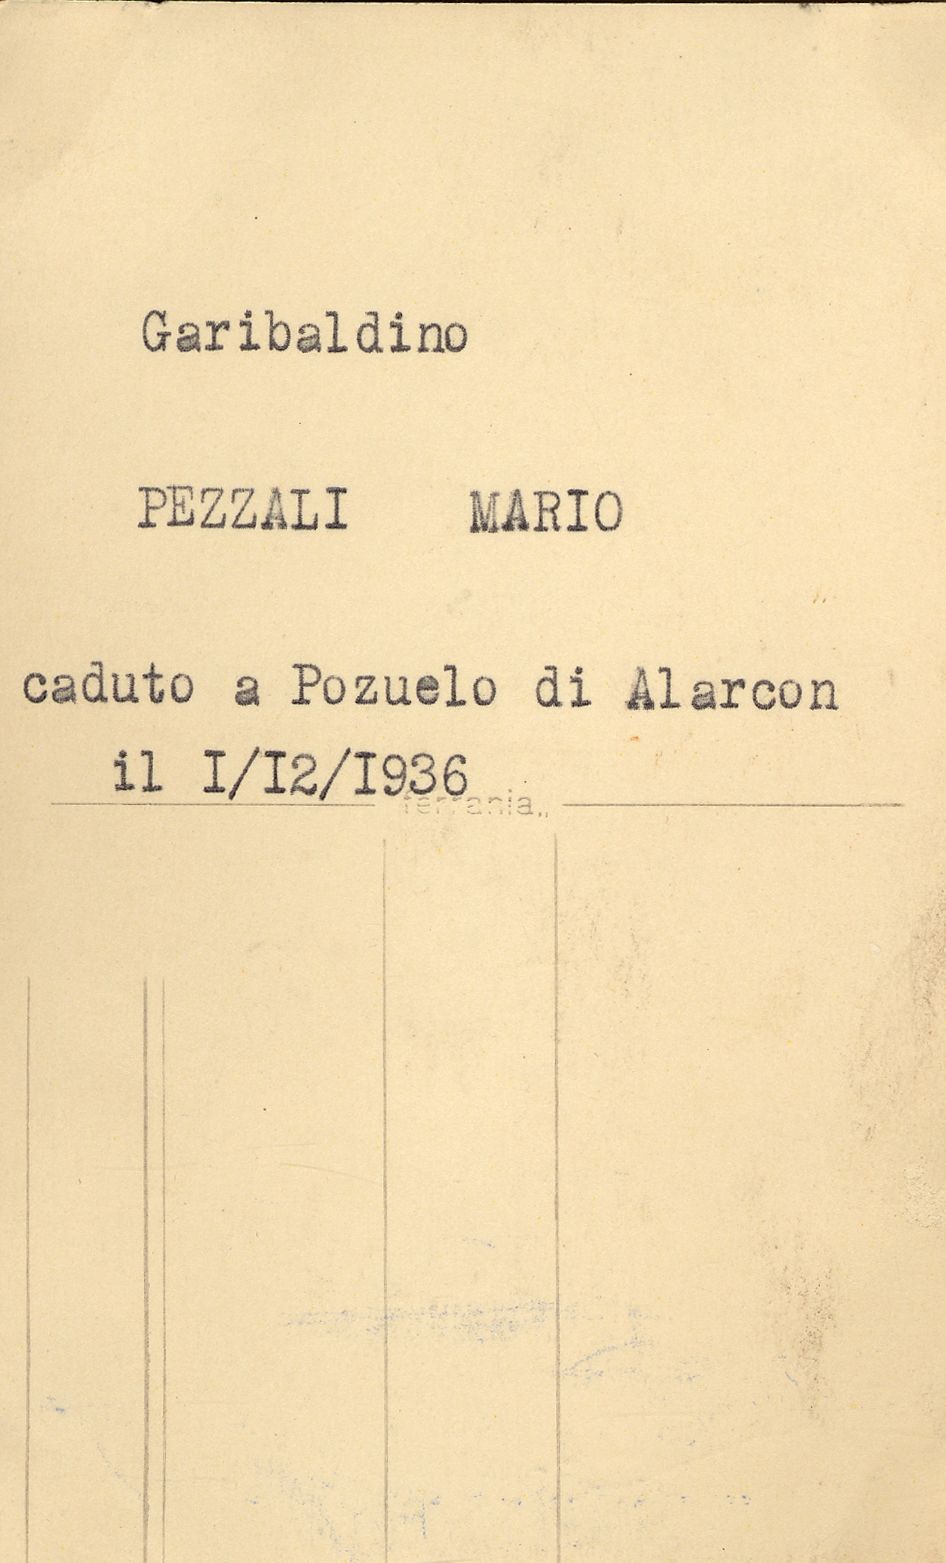 Garibaldino
PEZZALI MARIO
caduto a Pozuelo di Alarcon
il I/I2/I936
ferrania„